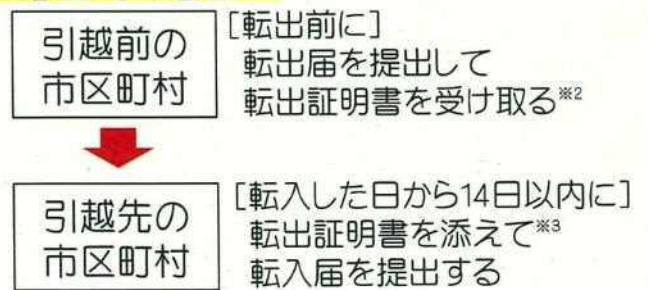 引越前の
市区町村
[転出前に]
転出届を提出して
転出証明書を受け取る※2
引越先の
市区町村
[転入した日から14日以内に]
転出証明書を添えて※3
転入届を提出する